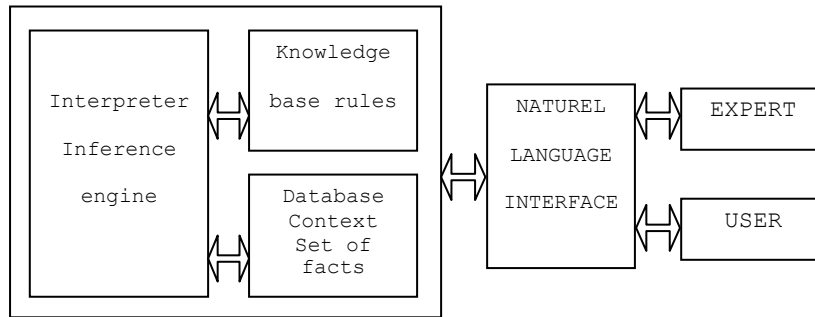 Interpreter
Inference
engine
Knowledge
base rules
Database
Context
Set of
facts
NATUREL
LANGUAGE
INTERFACE
EXPERT
USER